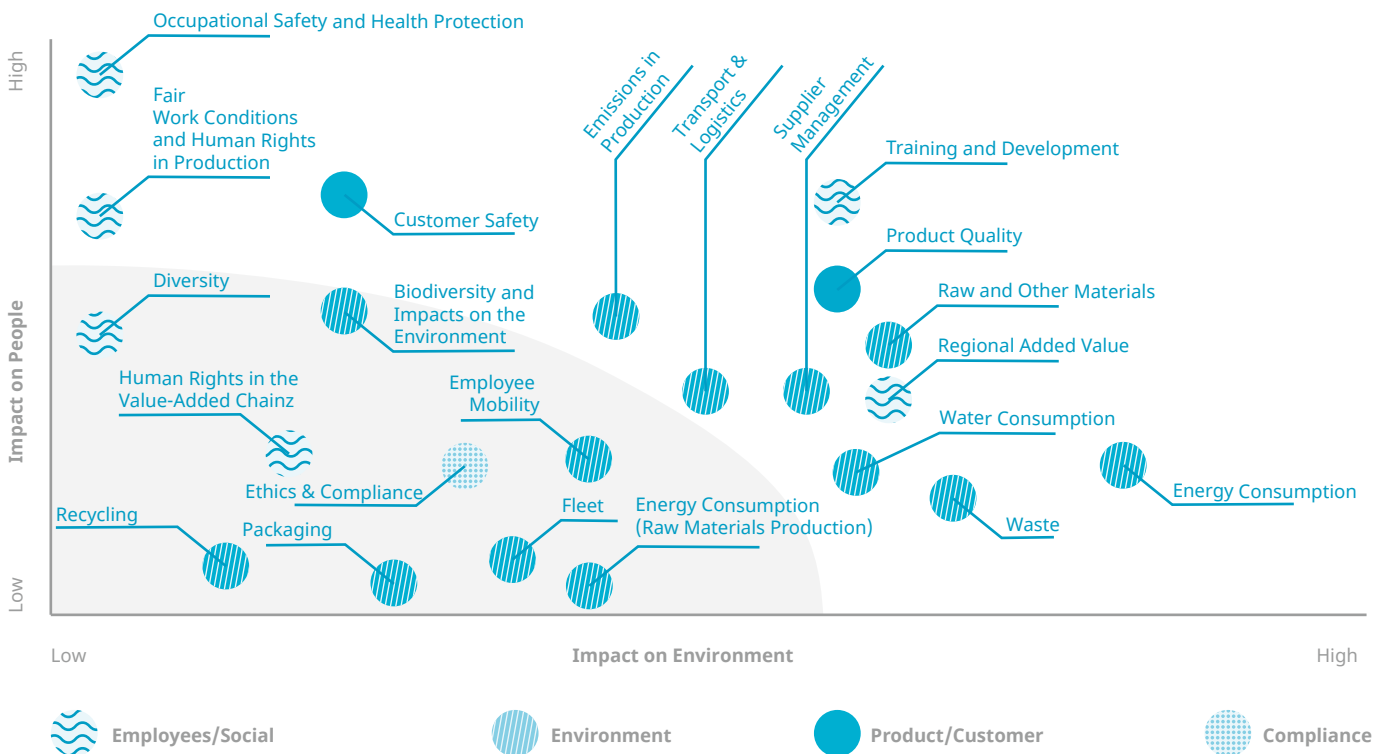 Occupational Safety and Health Protection
High
Fair
Work Conditions
and Human Rights
in Production
Customer Safety
Emissions in
Production
Transport &
Logistics
Supplier
Management
Training and Development
Product Quality
Diversity
Biodiversity and
Impacts on the
Environment
Raw and Other Materials
Regional Added Value
Impact on People
Human Rights in the
Value-Added Chainz
Employee
Mobility
Water Consumption
Ethics & Compliance
Energy Consumption
Recycling
Packaging
Fleet
Energy Consumption
(Raw Materials Production)
Waste
Low
Low
Impact on Environment
High
Employees/Social
Environment
Product/Customer
Compliance